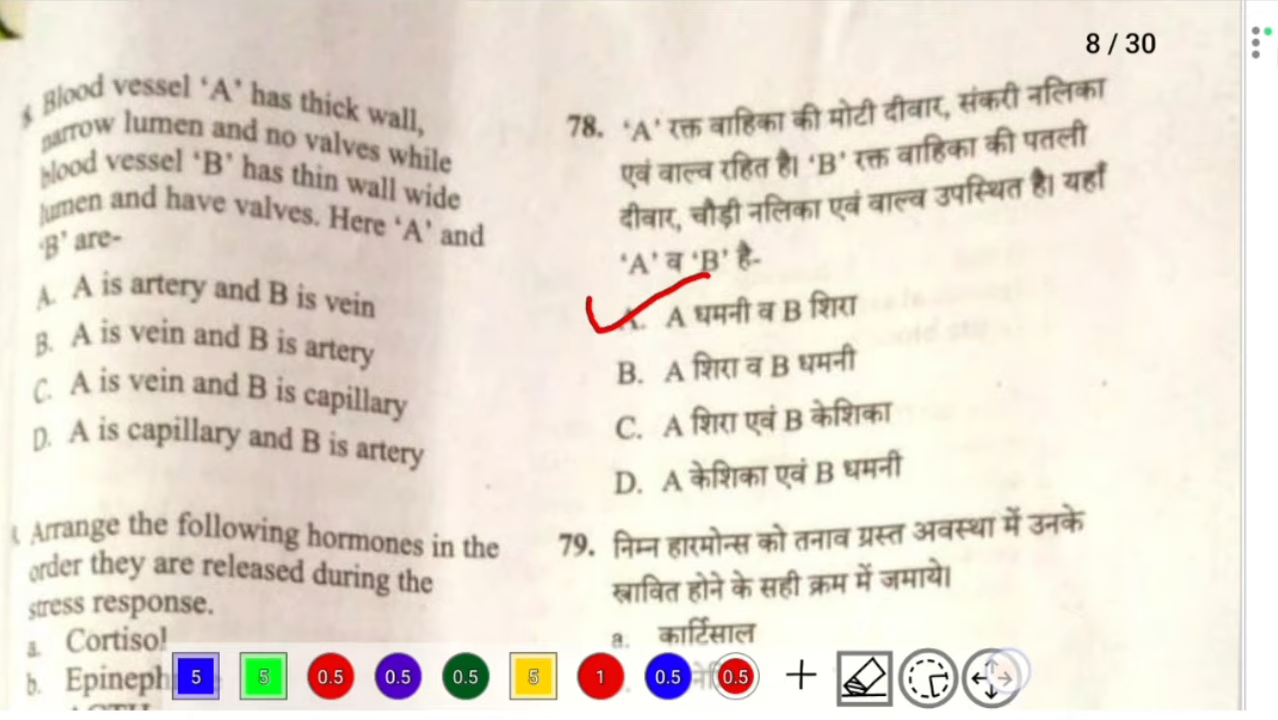 8 / 30
Blood vessel ‘A’ has thick wall,
narrow lumen and no valves while
blood vessel ‘B’ has thin wall wide
lumen and have valves. Here ‘A’ and
‘B’ are-
A. A is artery and B is vein
B. A is vein and B is artery
C. A is vein and B is capillary
D. A is capillary and B is artery
Arrange the following hormones in the
order they are released during the
stress response.
a. Cortisol
b.
78. ‘A’ रक्त वाहिका की मोटी दीवार, संकरी नलिका
एवं वाल्व रहित है। ‘B’ रक्त वाहिका की पतली
दीवार, चौड़ी नलिका एवं वाल्व उपस्थित है। यहाँ
‘A’ व ‘B’ है-
A. A धमनी व B शिरा
B. A शिरा व B धमनी
C. A शिरा एवं B केशिका
D. A केशिका एवं B धमनी
79. निम्न हारमोन्स को तनाव ग्रस्त अवस्था में उनके
स्त्रावित होने के सही क्रम में जमाये।
a. कार्टिसाल
5 5 0.5 0.5 0.5 5 1 0.5 0.5